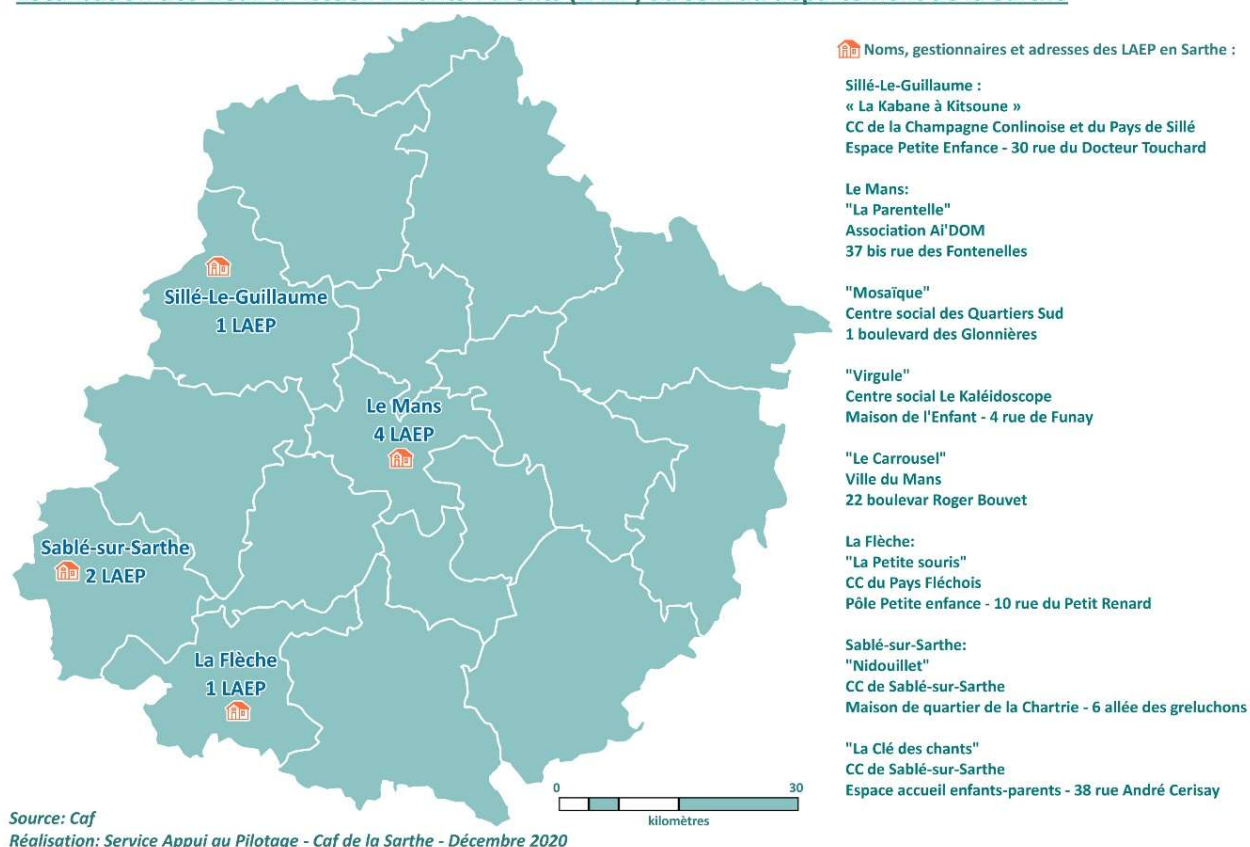 Noms, gestionnaires et adresses des LAEP en Sarthe :
Sillé-Le-Guillaume :
« La Kabane à Kitsoune »
CC de la Champagne Conlinoise et du Pays de Sillé
Espace Petite Enfance - 30 rue du Docteur Touchard
Le Mans:
"La Parentelle"
Association Ai'DOM
37 bis rue des Fontenelles
"Mosaïque"
Centre social des Quartiers Sud
1 boulevard des Glonnières
"Virgule"
Centre social Le Kaléidoscope
Maison de l'Enfant - 4 rue de Funay
"Le Carrousel"
Ville du Mans
22 boulevar Roger Bouvet
La Flèche:
"La Petite souris"
CC du Pays Fléchois
Pôle Petite enfance - 10 rue du Petit Renard
Sablé-sur-Sarthe:
"Nidouillet"
CC de Sablé-sur-Sarthe
Maison de quartier de la Chartrie - 6 allée des greluchons
"La Clé des chants"
CC de Sablé-sur-Sarthe
Espace accueil enfants-parents - 38 rue André Cerisay
Sillé-Le-Guillaume
1 LAEP
Le Mans
4 LAEP
Sablé-sur-Sarthe
2 LAEP
La Flèche
1 LAEP
0 30
kilomètres
Source: Caf
Réalisation: Service Appui au Pilotage - Caf de la Sarthe - Décembre 2020